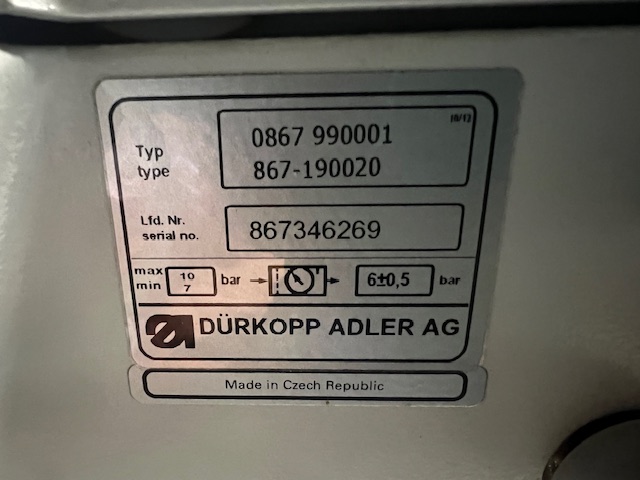 10/13
Typ
type
0867 990001
867-190020
Lfd. Nr.
serial no.
867346269
max
min
10
7
bar
6±0,5
bar
DÜRKOPP ADLER AG
Made in Czech Republic